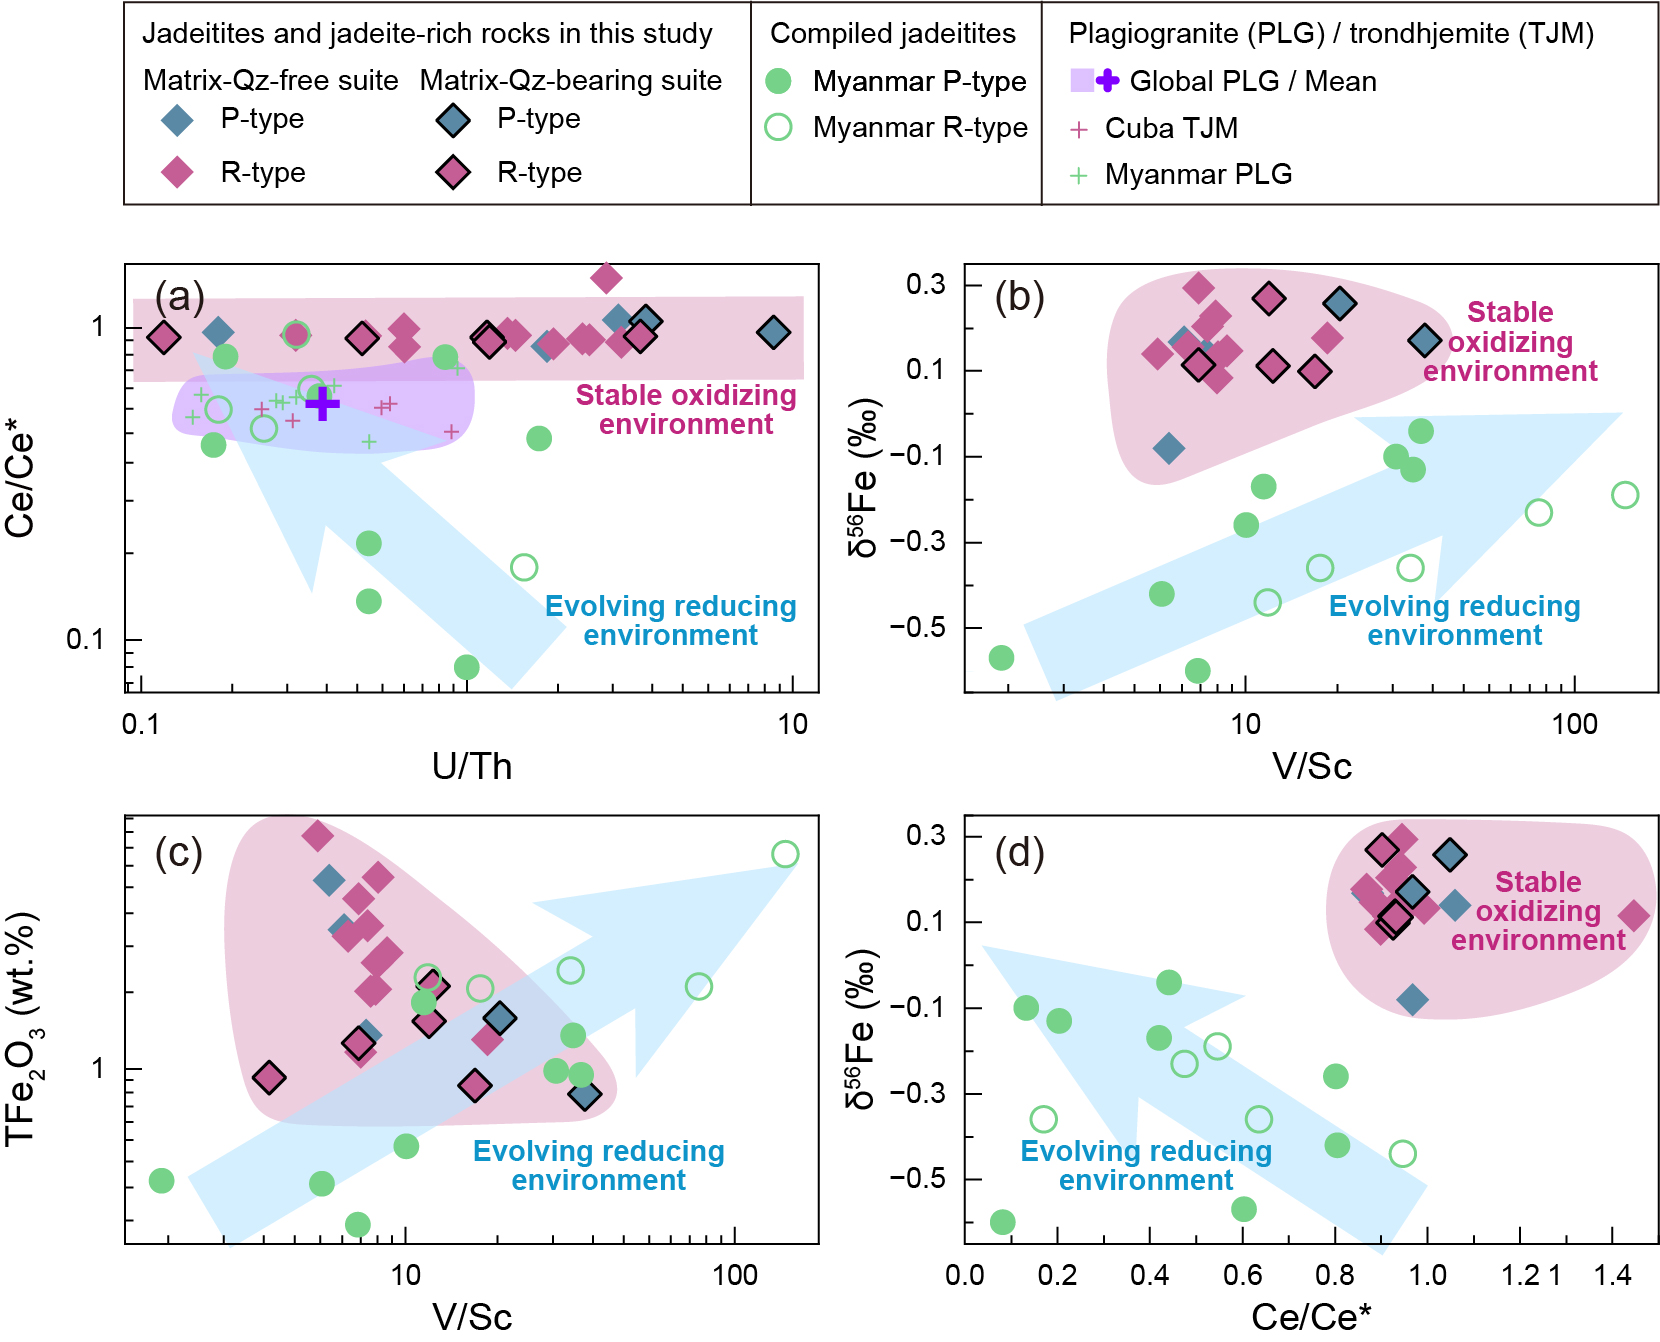 Jadeitites and jadeite-rich rocks in this study
Matrix-Qz-free suite Matrix-Qz-bearing suite
P-type P-type
R-type R-type
Compiled jadeitites
Myanmar P-type
Myanmar R-type
Plagiogranite (PLG) / trondhjemite (TJM)
Global PLG / Mean
Cuba TJM
Myanmar PLG
(a)
Ce/Ce*
1
0.1
Stable oxidizing
environment
Evolving reducing
environment
0.1 10
U/Th
(b)
δ⁵⁶Fe (‰)
0.3
0.1
−0.1
−0.3
−0.5
Stable
oxidizing
environment
Evolving reducing
environment
10 100
V/Sc
(c)
TFe₂O₃ (wt.%)
1
Evolving reducing
environment
10 100
V/Sc
(d)
δ⁵⁶Fe (‰)
0.3
0.1
−0.1
−0.3
−0.5
Stable
oxidizing
environment
Evolving reducing
environment
0.0 0.2 0.4 0.6 0.8 1.0 1.2 1 1.4
Ce/Ce*